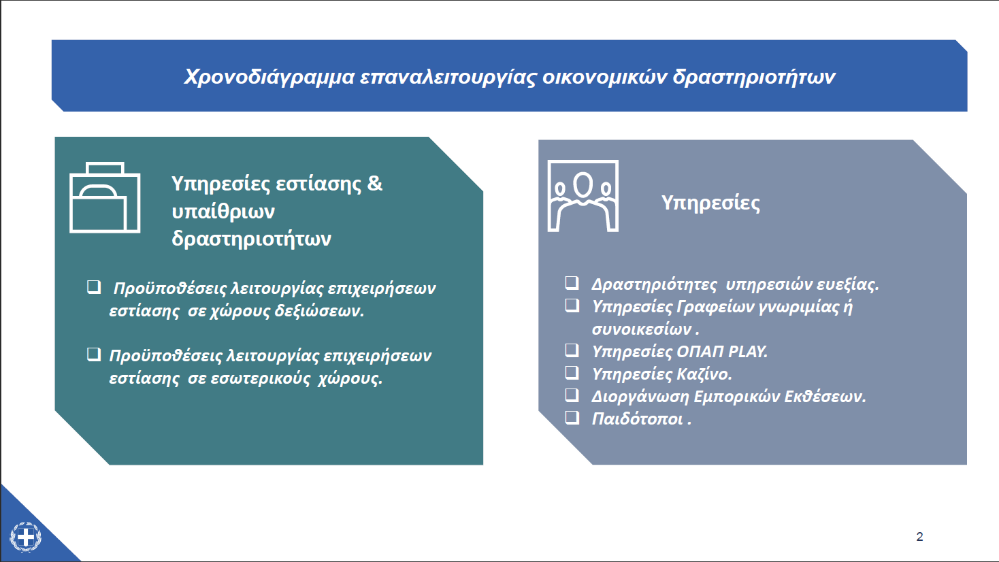 Χρονοδιάγραμμα επαναλειτουργίας οικονομικών δραστηριοτήτων
Υπηρεσίες εστίασης &
υπαίθριων
δραστηριοτήτων
Προϋποθέσεις λειτουργίας επιχειρήσεων
εστίασης σε χώρους δεξιώσεων.
Προϋποθέσεις λειτουργίας επιχειρήσεων
εστίασης σε εσωτερικούς χώρους.
Υπηρεσίες
Δραστηριότητες υπηρεσιών ευεξίας.
Υπηρεσίες Γραφείων γνωριμίας ή
συνοικεσίων .
Υπηρεσίες ΟΠΑΠ PLAY.
Υπηρεσίες Καζίνο.
Διοργάνωση Εμπορικών Εκθέσεων.
Παιδότοποι .
2